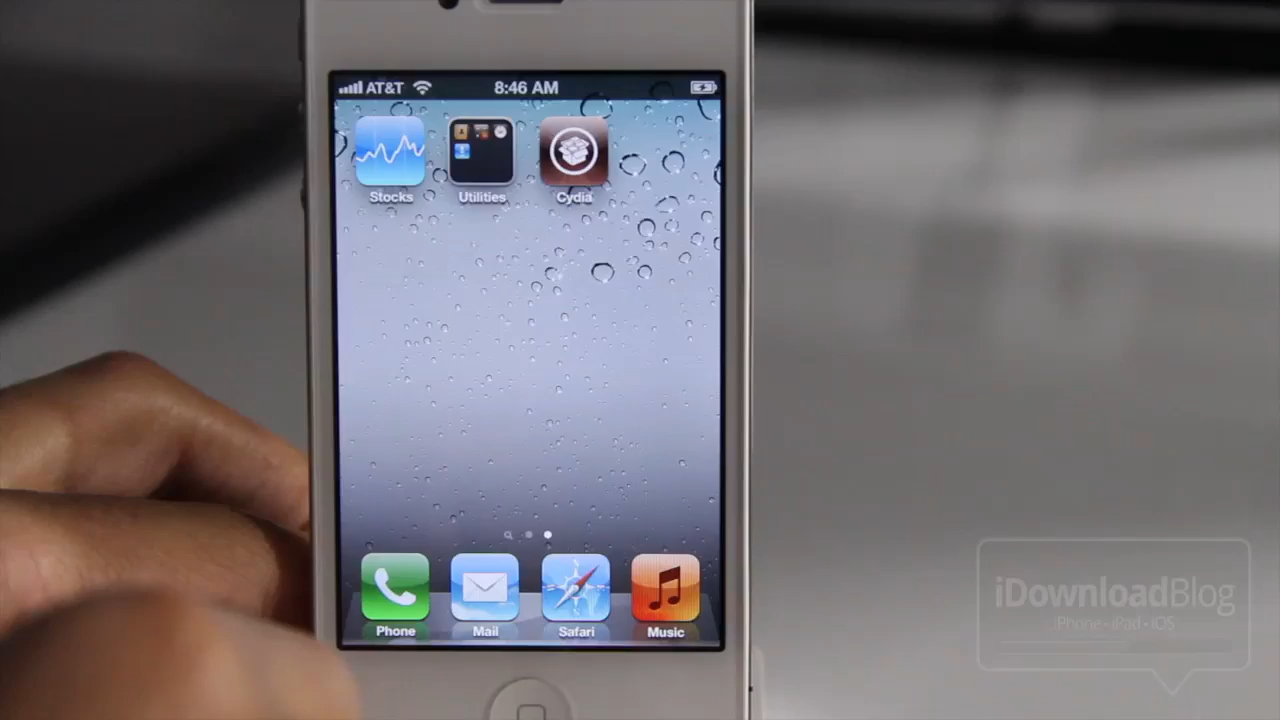 AT&T 8:46 AM
Stocks Utilities Cydia
Phone Mail Safari Music
iDownloadBlog
iPhone • iPad • iOS